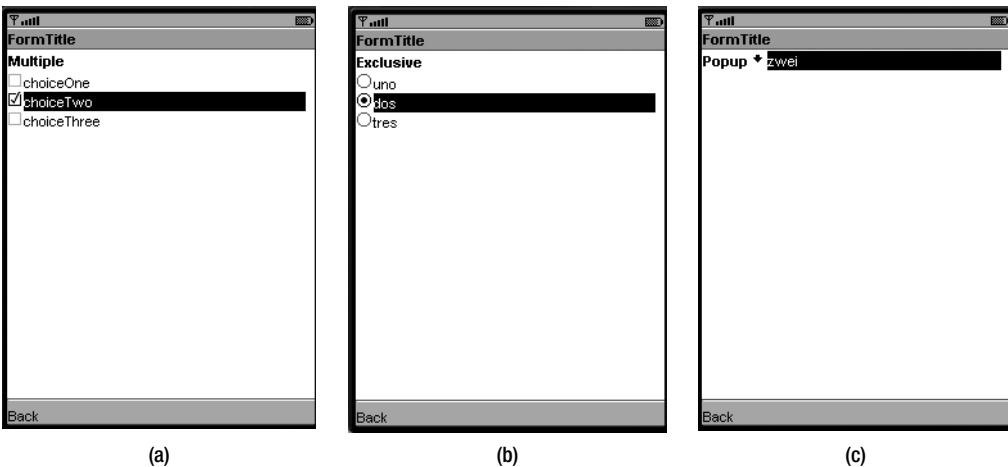 FormTitle
Multiple
choiceOne
choiceTwo
choiceThree
Back
(a)
FormTitle
Exclusive
uno
dos
tres
Back
(b)
FormTitle
Popup zwei
Back
(c)